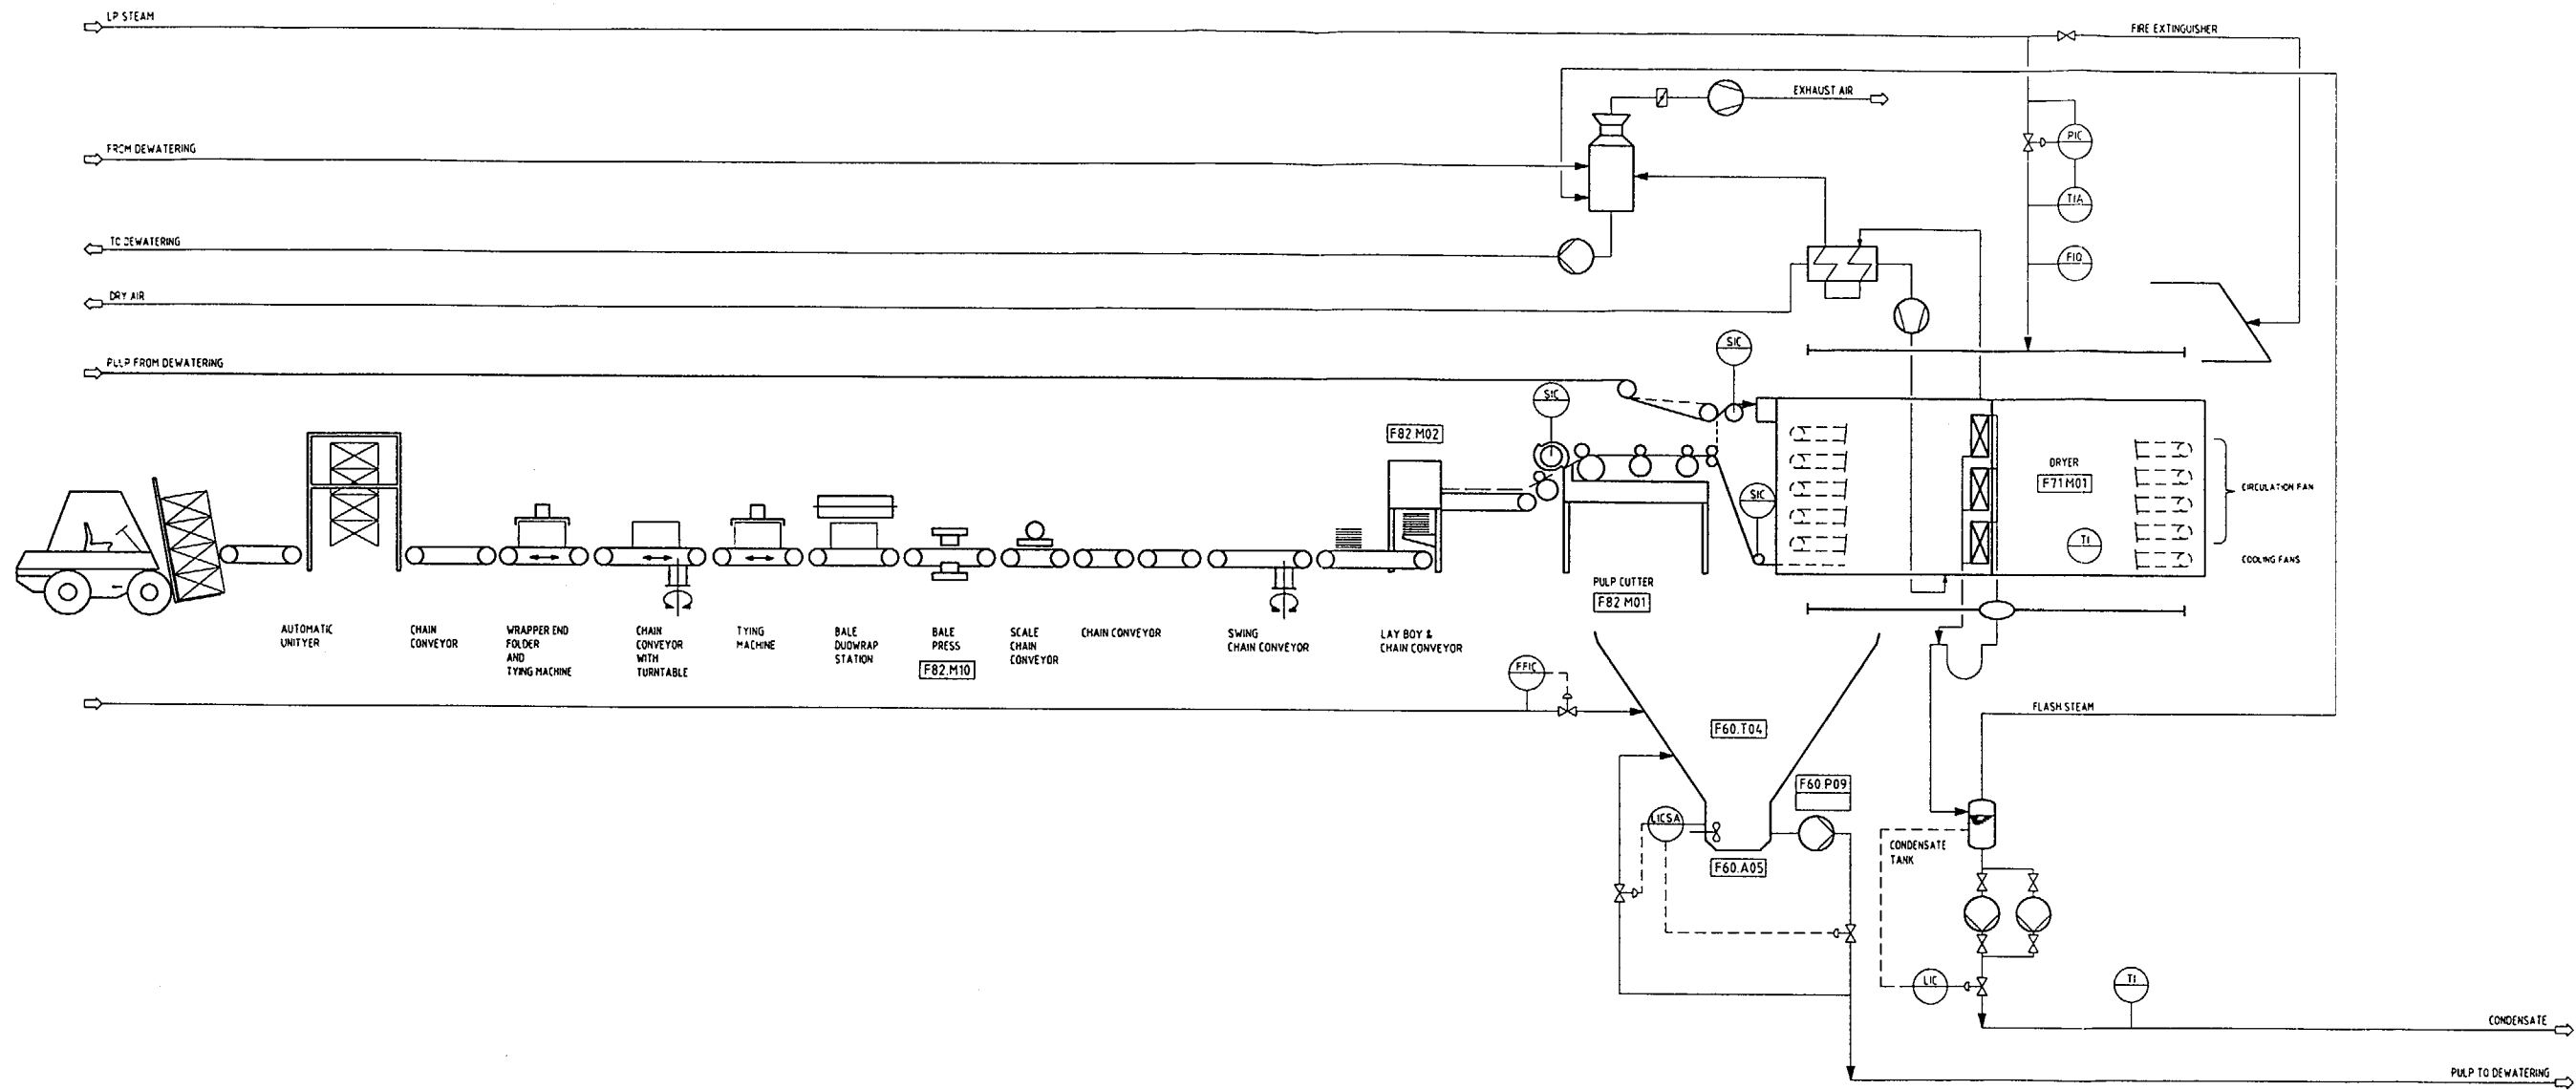 LP STEAM
FIRE EXTINGUISHER
EXHAUST AIR
PIC
FROM DEWATERING
TIA
TO DEWATERING
FIQ
DRY AIR
SIC
PULP FROM DEWATERING
SIC
F82 M02
DRYER
F71 M01
CIRCULATION FAN
SIC
TI
COOLING FANS
PULP CUTTER
F82 M01
AUTOMATIC
UNITYER
CHAIN
CONVEYOR
WRAPPER END
FOLDER
AND
TYING MACHINE
CHAIN
CONVEYOR
WITH
TURNTABLE
TYING
MACHINE
BALE
DUOWRAP
STATION
BALE
PRESS
F82.M10
SCALE
CHAIN
CONVEYOR
CHAIN CONVEYOR
SWING
CHAIN CONVEYOR
LAY BOY &
CHAIN CONVEYOR
FFIC
FLASH STEAM
F60.T04
F60 P09
LICSA
CONDENSATE
TANK
F60.A05
LIC
TI
CONDENSATE
PULP TO DEWATERING